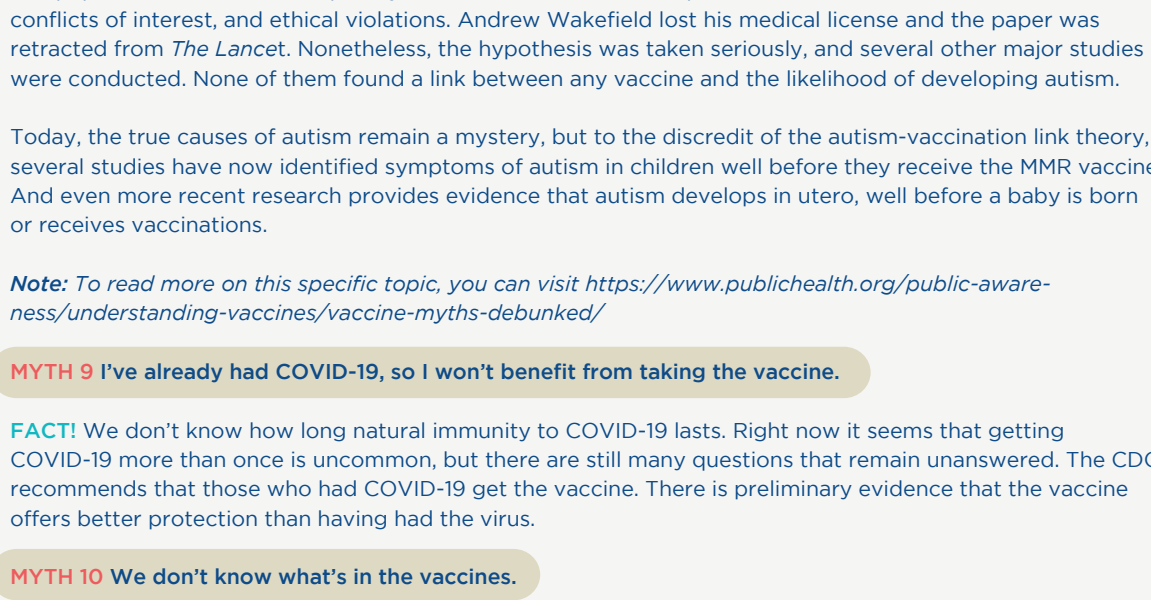 conflicts of interest, and ethical violations. Andrew Wakefield lost his medical license and the paper was
retracted from The Lancet. Nonetheless, the hypothesis was taken seriously, and several other major studies
were conducted. None of them found a link between any vaccine and the likelihood of developing autism.
Today, the true causes of autism remain a mystery, but to the discredit of the autism-vaccination link theory,
several studies have now identified symptoms of autism in children well before they receive the MMR vaccine
And even more recent research provides evidence that autism develops in utero, well before a baby is born
or receives vaccinations.
Note: To read more on this specific topic, you can visit https://www.publichealth.org/public-aware-
ness/understanding-vaccines/vaccine-myths-debunked/
MYTH 9 I’ve already had COVID-19, so I won’t benefit from taking the vaccine.
FACT! We don’t know how long natural immunity to COVID-19 lasts. Right now it seems that getting
COVID-19 more than once is uncommon, but there are still many questions that remain unanswered. The CDC
recommends that those who had COVID-19 get the vaccine. There is preliminary evidence that the vaccine
offers better protection than having had the virus.
MYTH 10 We don’t know what’s in the vaccines.